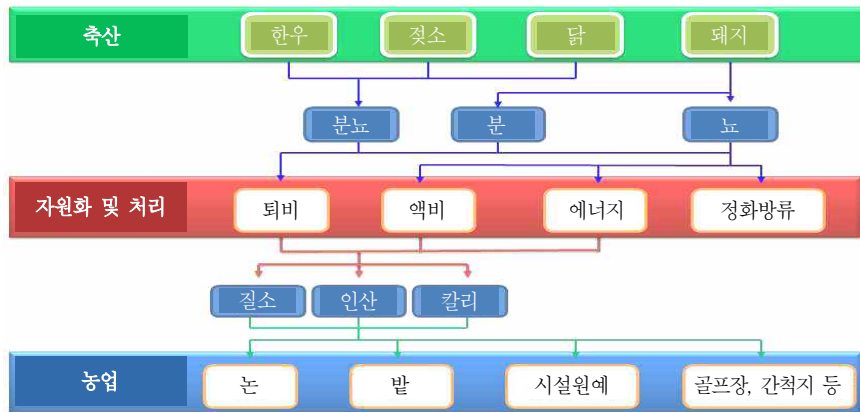 축산 한우 젖소 닭 돼지
분뇨 분 뇨
자원화 및 처리 퇴비 액비 에너지 정화방류
질소 인산 칼리
농업 논 밭 시설원예 골프장, 간척지 등